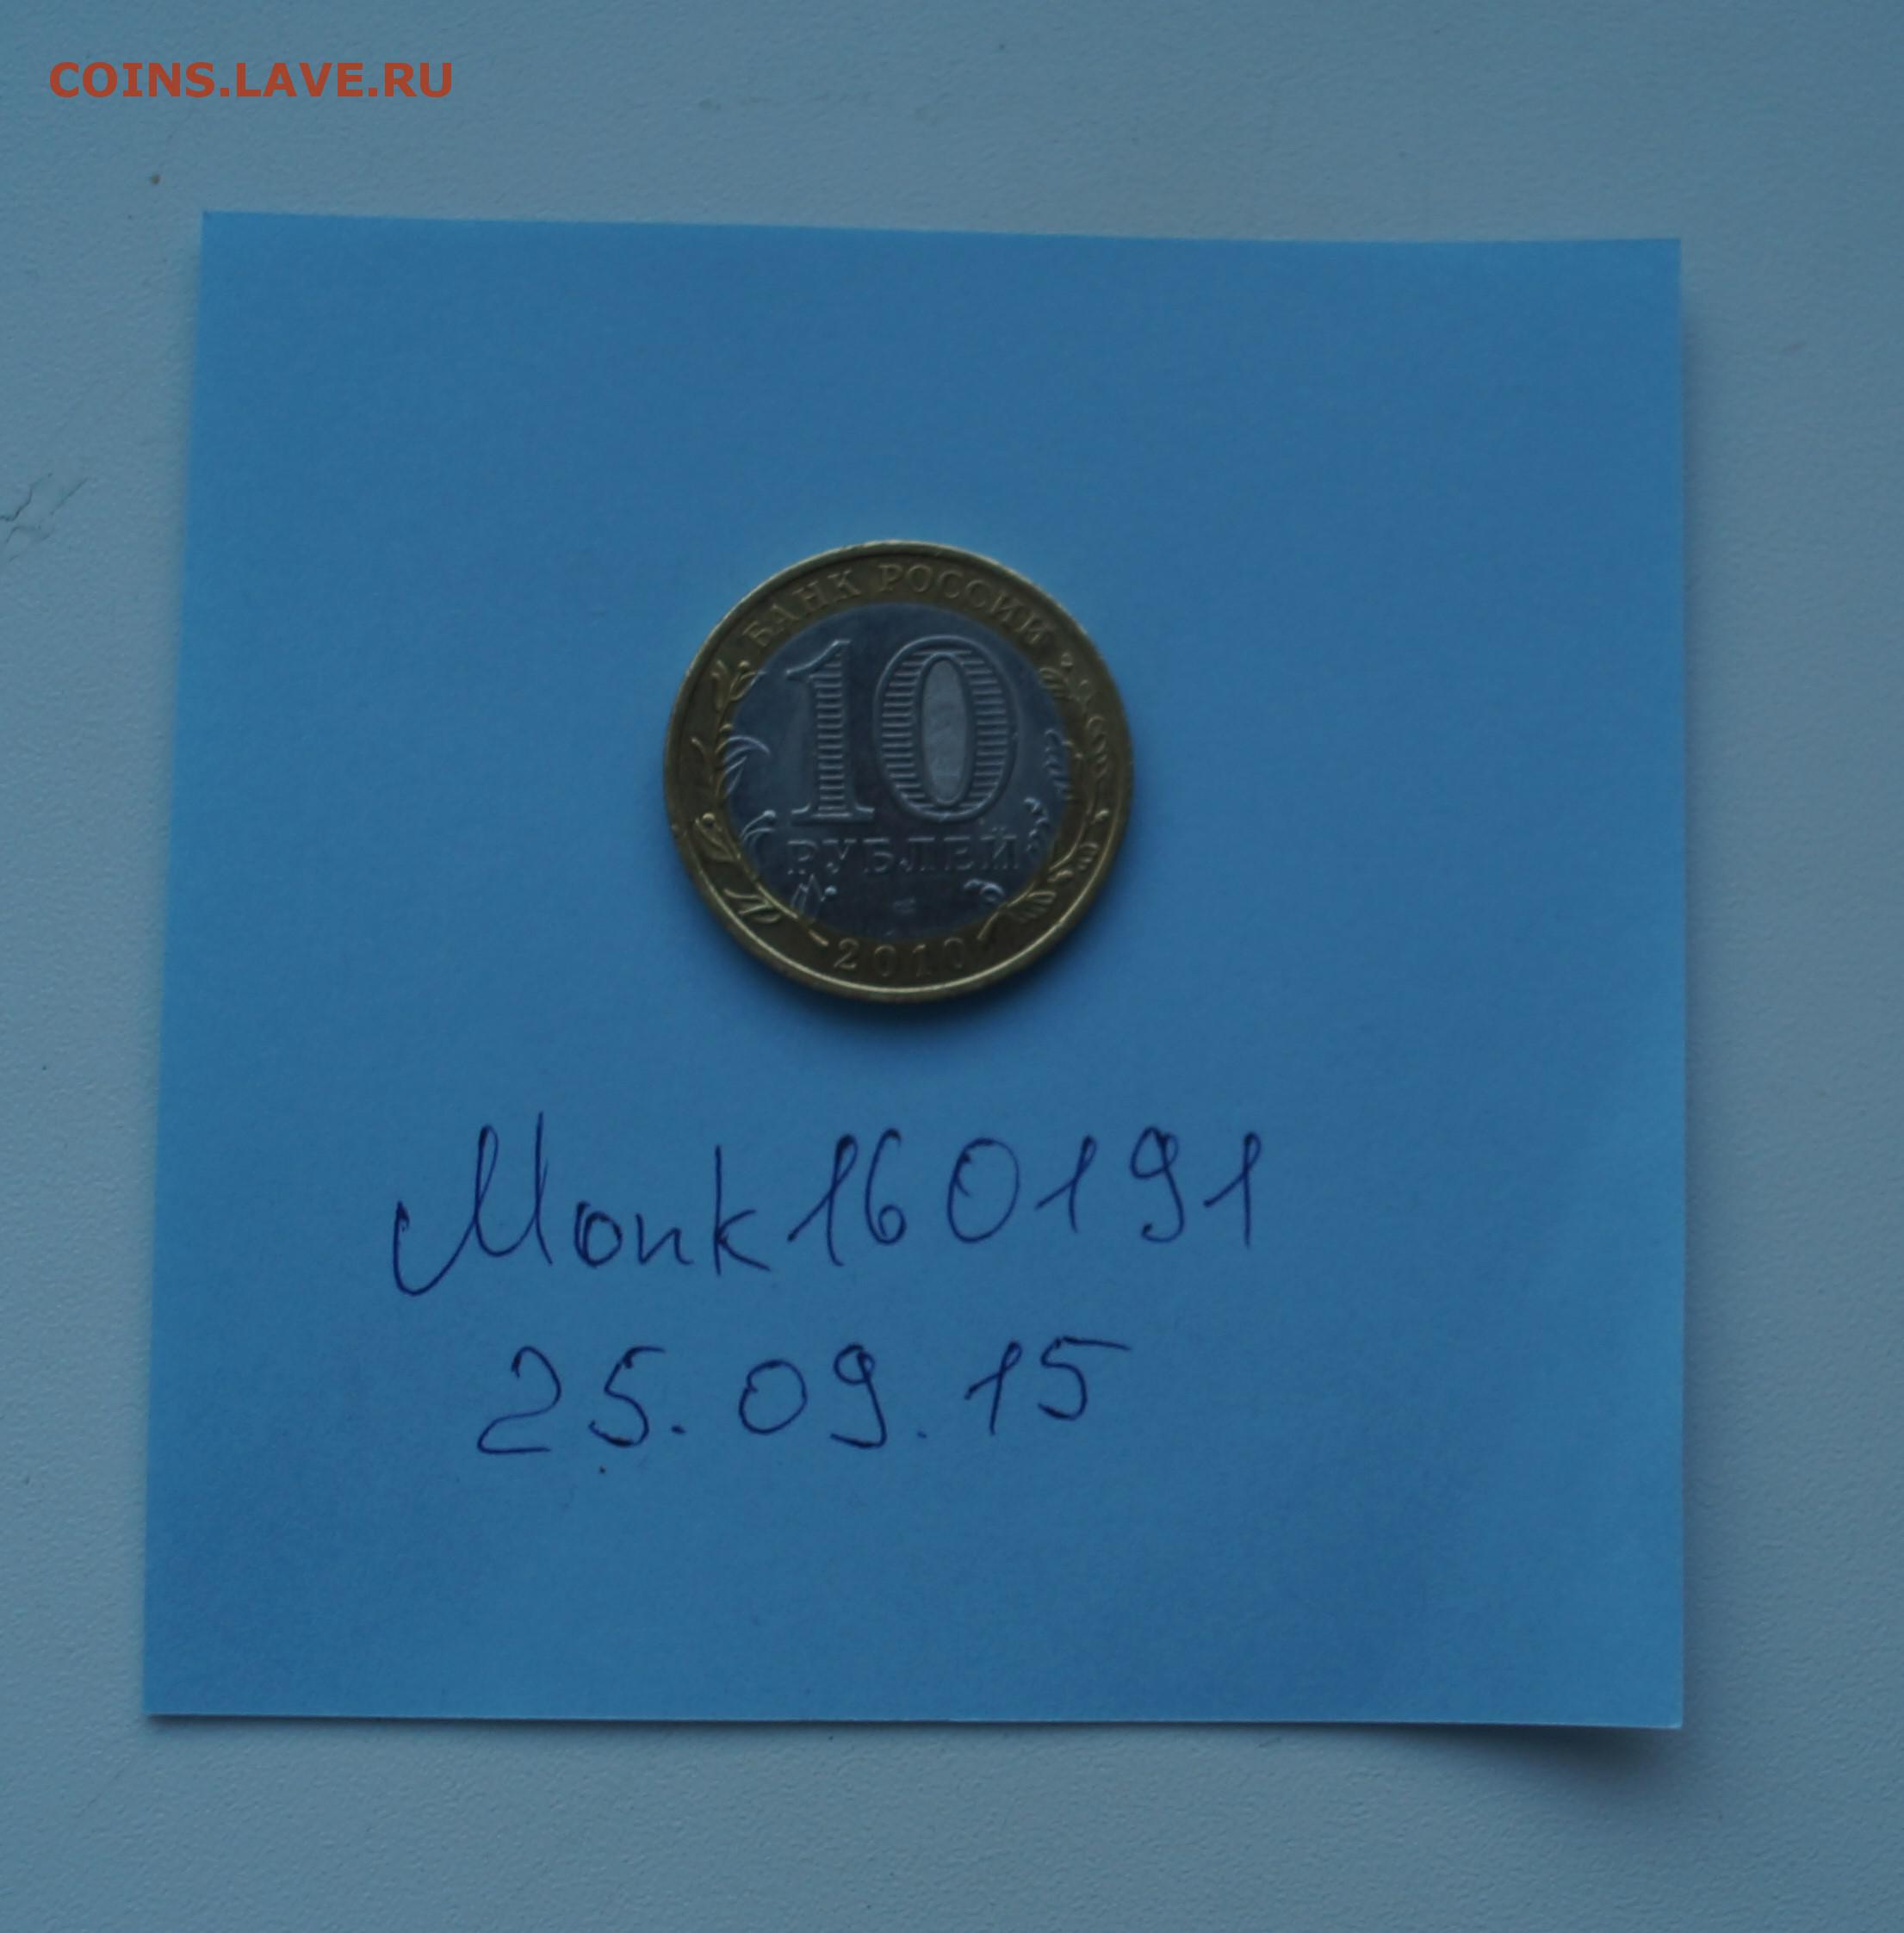 COINS.LAVE.RU
БАНК РОССИИ
10
РУБЛЕЙ
2010
Monk160191
25.09.15